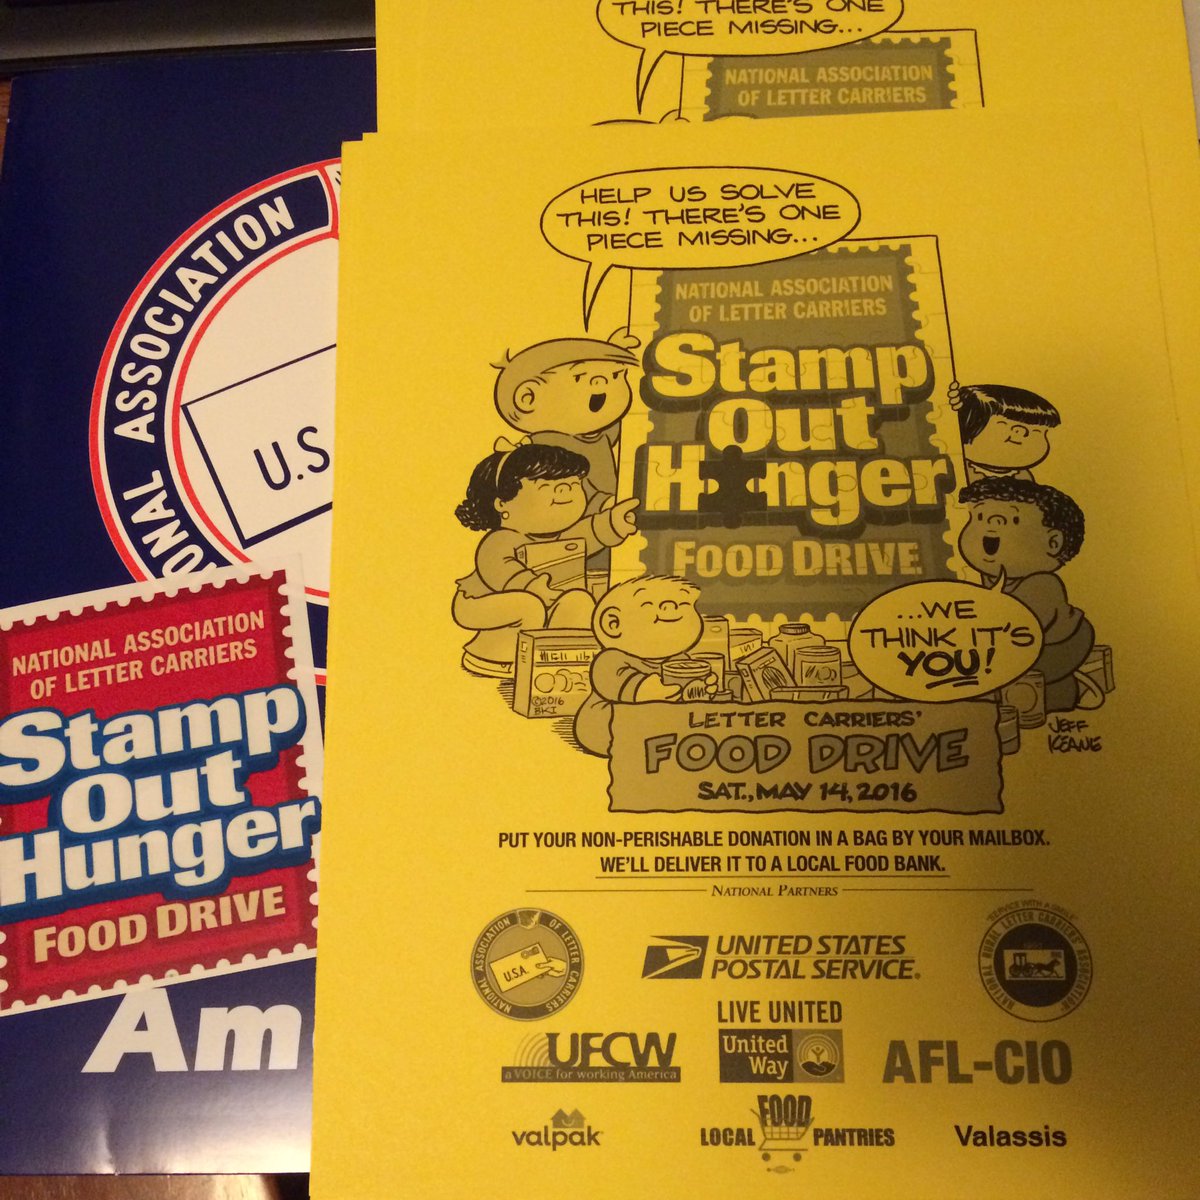 THIS! THERE'S ONE
PIECE MISSING...
NATIONAL ASSOCIATION
OF LETTER CARRIERS
HELP US SOLVE
THIS! THERE'S ONE
PIECE MISSING...
NATIONAL ASSOCIATION
OF LETTER CARRIERS
Stamp
Out
H nger
FOOD DRIVE
...WE
THINK IT'S
YOU!
©2016
BKI
JEFF
KEANE
LETTER CARRIERS'
FOOD DRIVE
SAT., MAY 14, 2016
PUT YOUR NON-PERISHABLE DONATION IN A BAG BY YOUR MAILBOX.
WE'LL DELIVER IT TO A LOCAL FOOD BANK.
NATIONAL PARTNERS
NATIONAL ASSOCIATION OF LETTER CARRIERS
U.S.A.
UNITED STATES
POSTAL SERVICE®
"SERVICE WITH A SMILE"
NATIONAL RURAL LETTER CARRIERS' ASSOCIATION
UFCW
a VOICE for working America
LIVE UNITED
United
Way
AFL-CIO
valpak
LOCAL FOOD PANTRIES
Valassis
ONAL ASSOCIATION
U.S
NATIONAL ASSOCIATION
OF LETTER CARRIERS
Stamp
Out
Hunger
FOOD DRIVE
Am